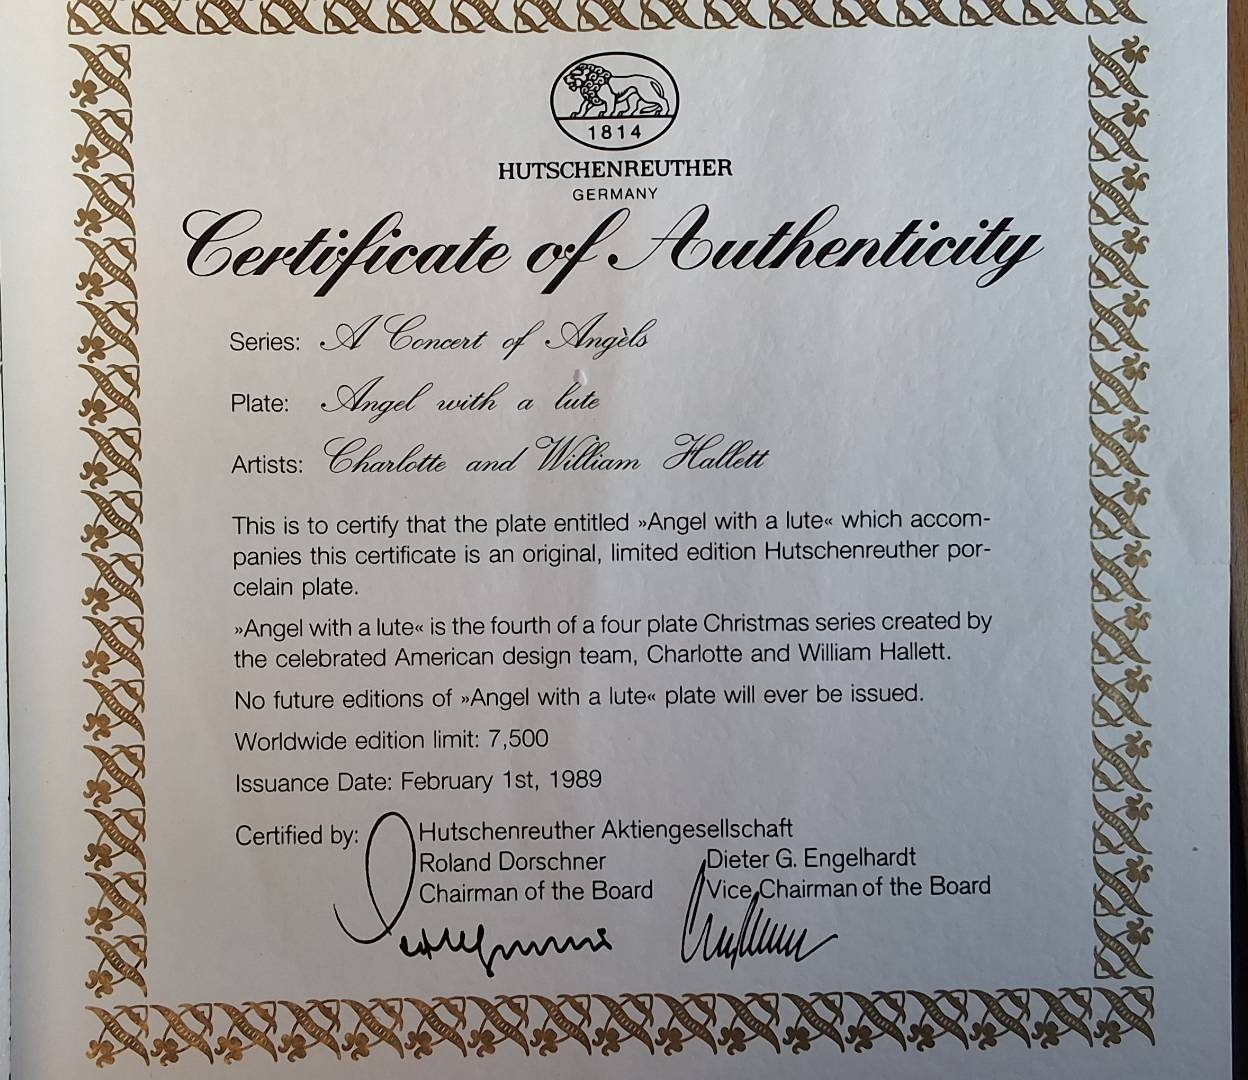 1814
HUTSCHENREUTHER
GERMANY
Certificate of Authenticity
Series: A Concert of Angèls
Plate: Angel with a lute
Artists: Charlotte and William Hallett
This is to certify that the plate entitled »Angel with a lute« which accom-
panies this certificate is an original, limited edition Hutschenreuther por-
celain plate.
»Angel with a lute« is the fourth of a four plate Christmas series created by
the celebrated American design team, Charlotte and William Hallett.
No future editions of »Angel with a lute« plate will ever be issued.
Worldwide edition limit: 7,500
Issuance Date: February 1st, 1989
Certified by: Hutschenreuther Aktiengesellschaft
Roland Dorschner Dieter G. Engelhardt
Chairman of the Board Vice Chairman of the Board